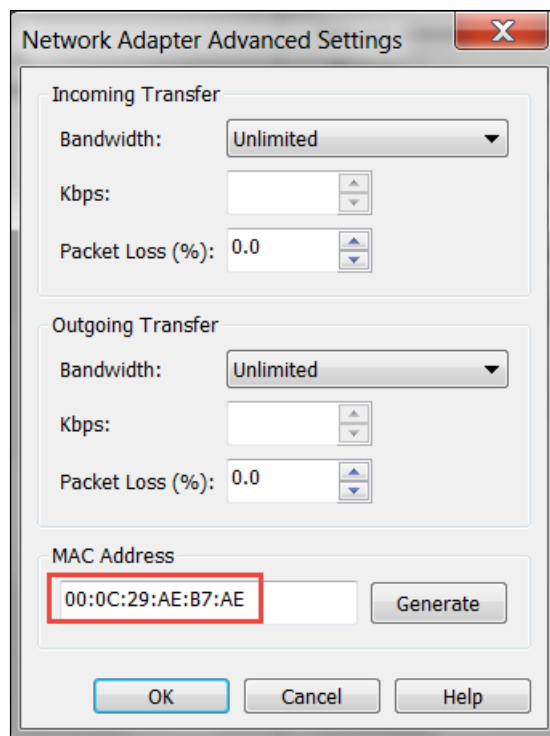 Network Adapter Advanced Settings
Incoming Transfer
Bandwidth: Unlimited
Kbps:
Packet Loss (%): 0.0
Outgoing Transfer
Bandwidth: Unlimited
Kbps:
Packet Loss (%): 0.0
MAC Address
00:0C:29:AE:B7:AE Generate
OK Cancel Help